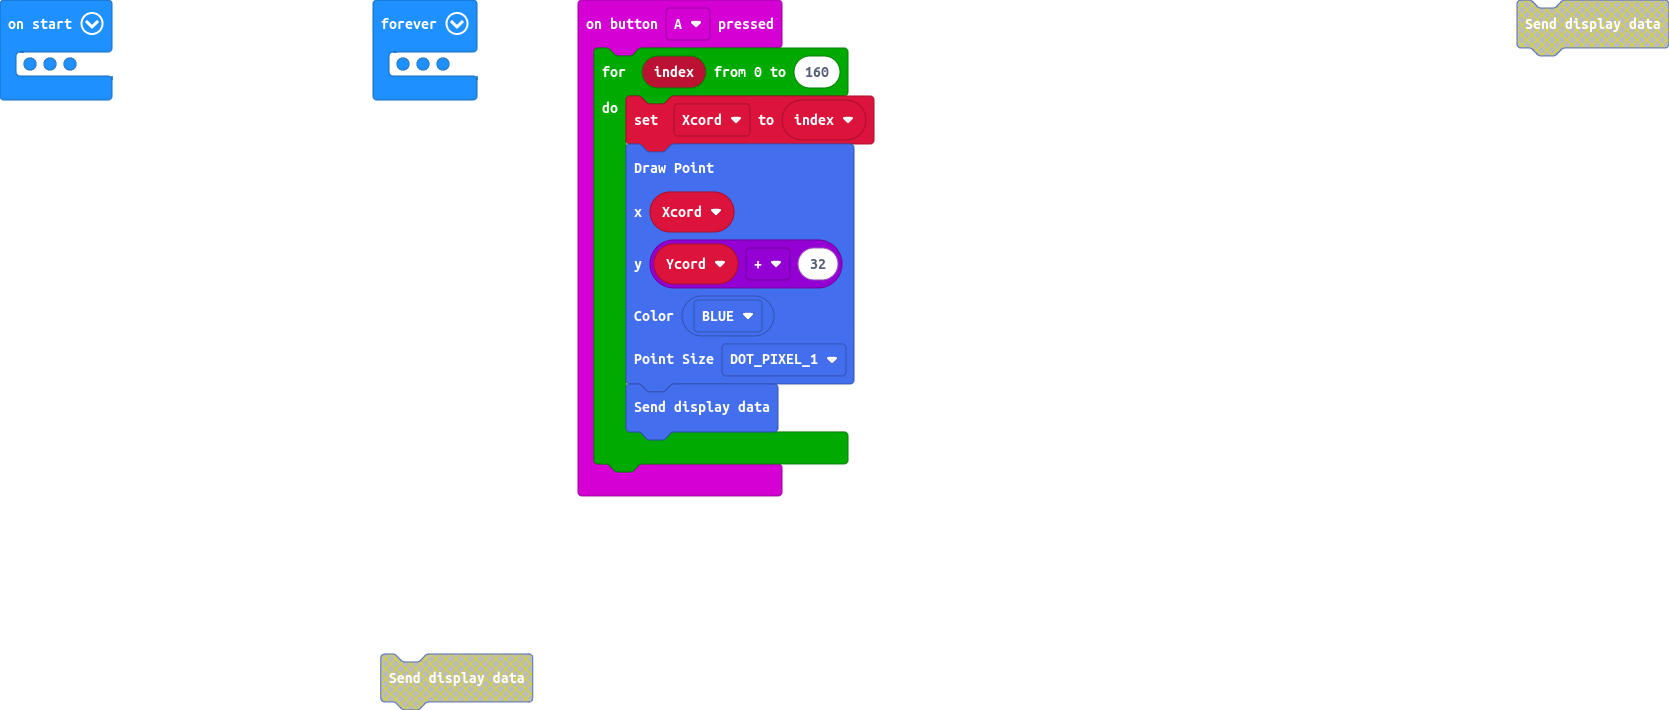 on start
forever
on button A pressed
for index from 0 to 160
do
set Xcord to index
Draw Point
x Xcord
y Ycord + 32
Color BLUE
Point Size DOT_PIXEL_1
Send display data
Send display data
Send display data